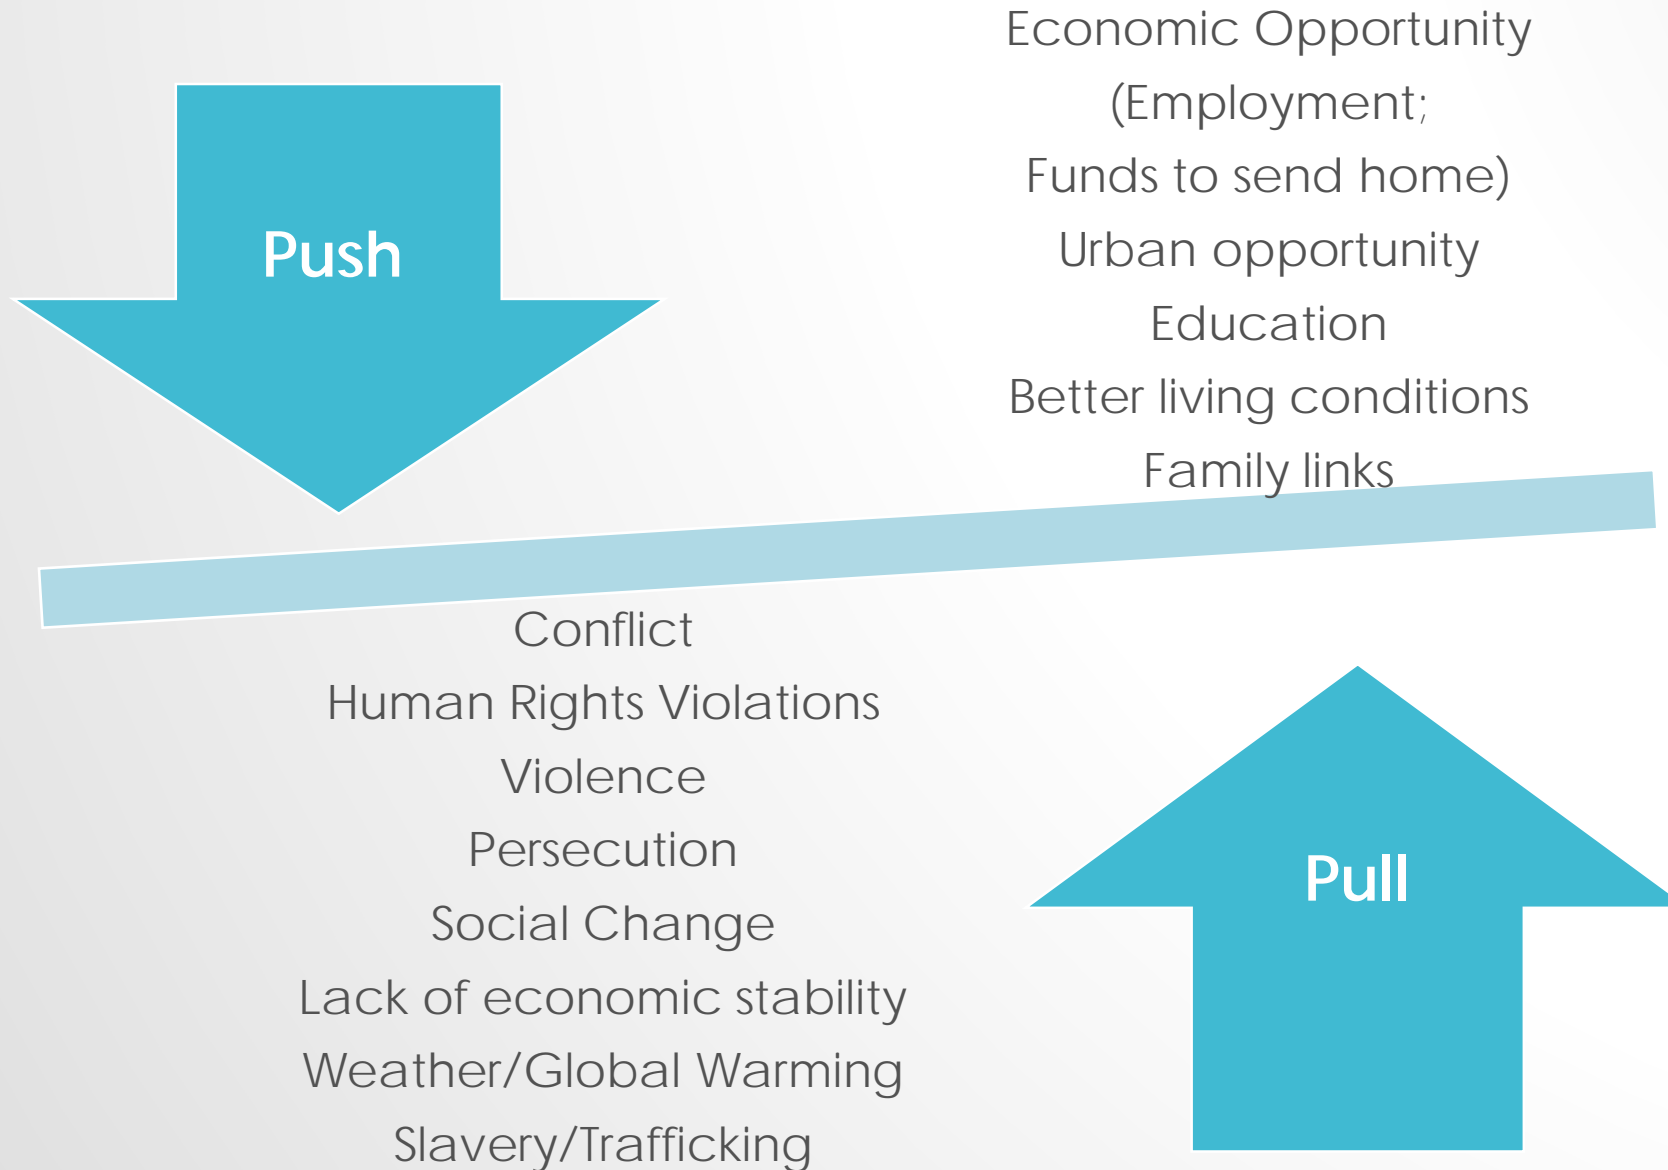 Push
Economic Opportunity
(Employment;
Funds to send home)
Urban opportunity
Education
Better living conditions
Family links
Conflict
Human Rights Violations
Violence
Persecution
Social Change
Lack of economic stability
Weather/Global Warming
Slavery/Trafficking
Pull